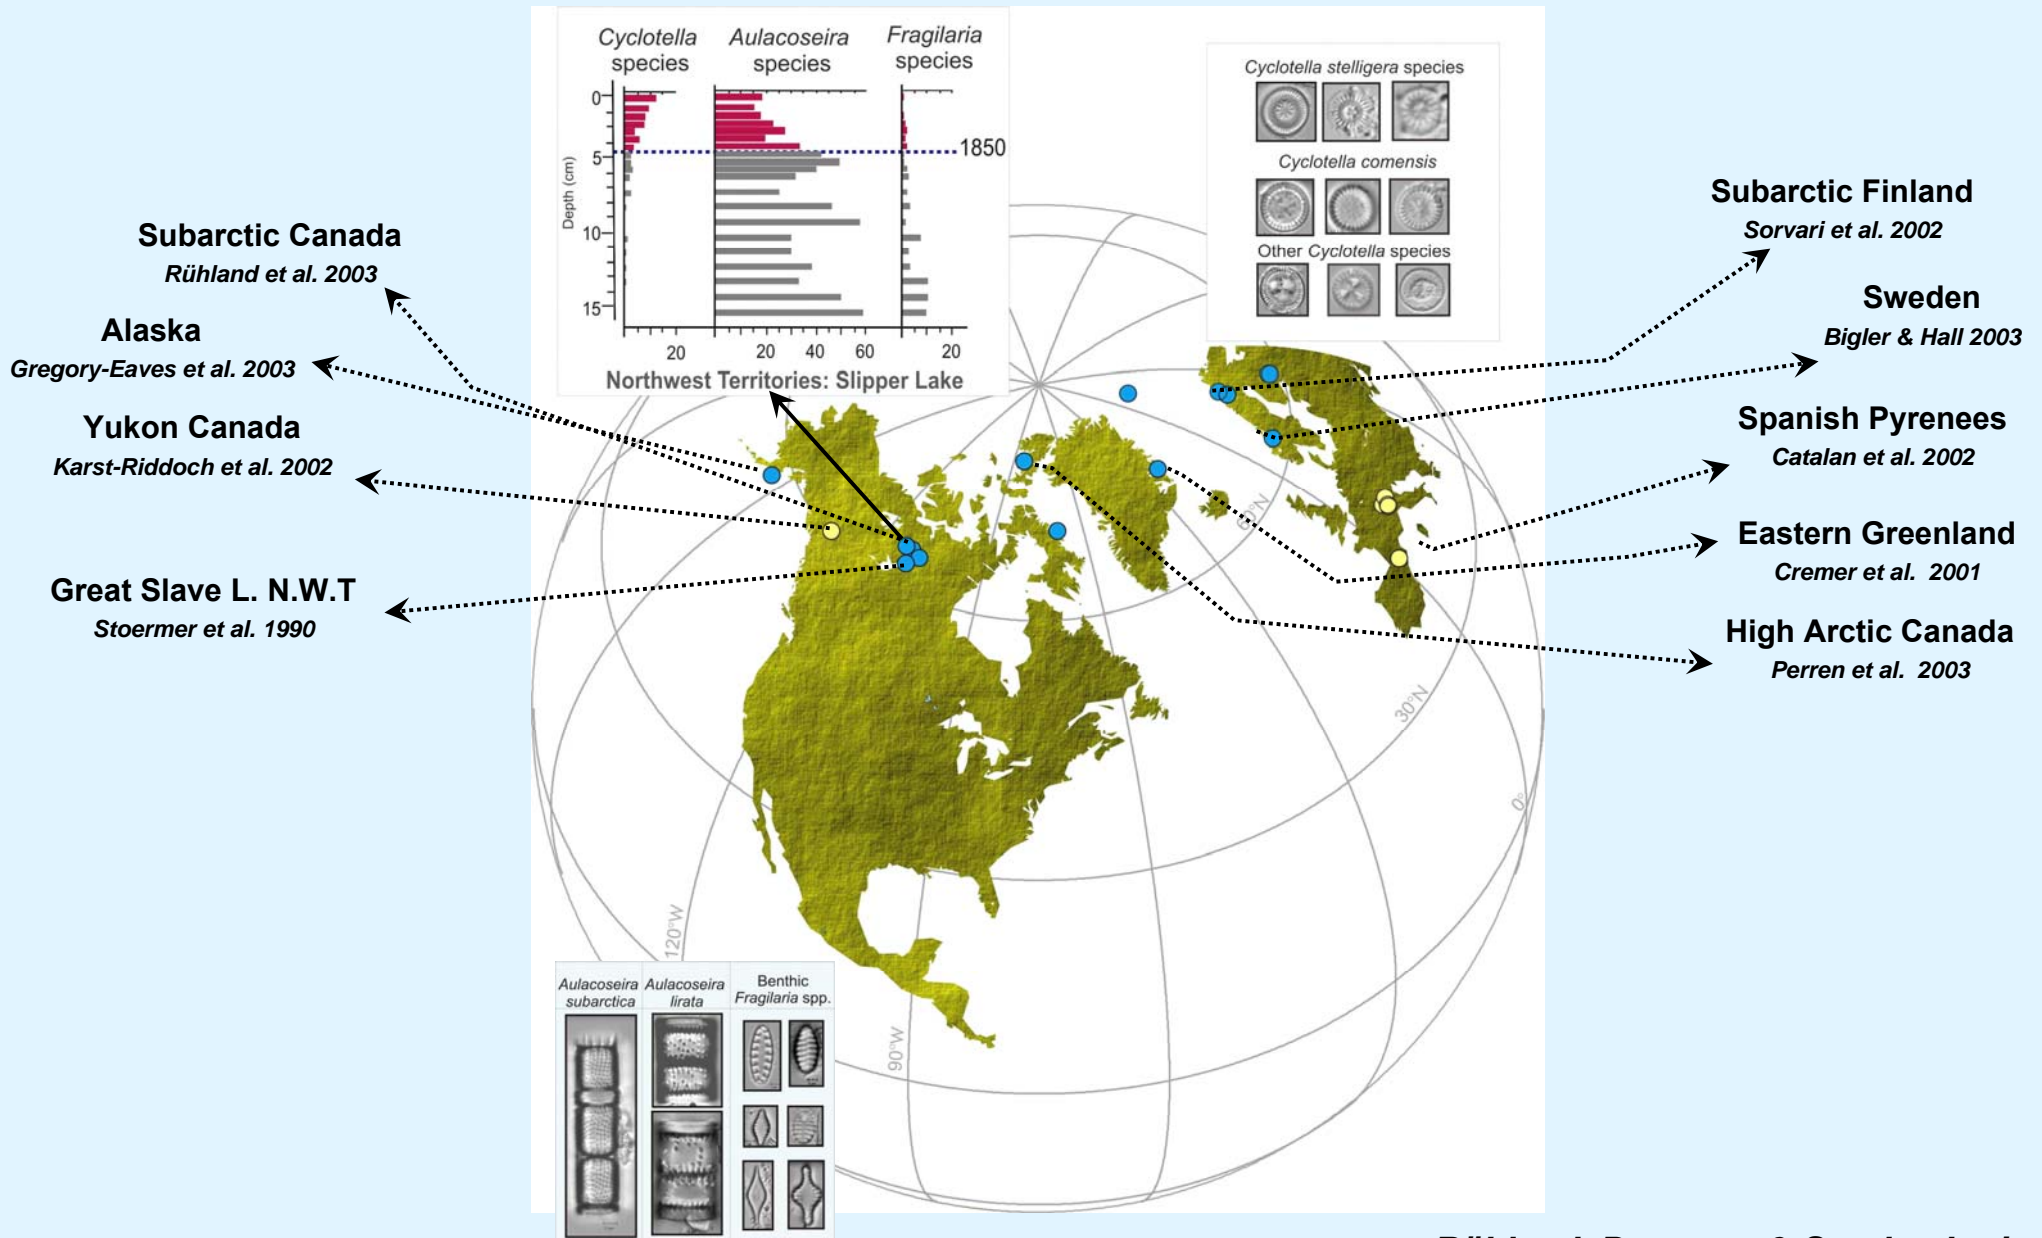 Cyclotella species
Aulacoseira species
Fragilaria species
0
5
10
15
Depth (cm)
1850
20
20 40 60
20
Northwest Territories: Slipper Lake
Cyclotella stelligera species
Cyclotella comensis
Other Cyclotella species
Subarctic Canada
Rühland et al. 2003
Alaska
Gregory-Eaves et al. 2003
Yukon Canada
Karst-Riddoch et al. 2002
Great Slave L. N.W.T
Stoermer et al. 1990
Subarctic Finland
Sorvari et al. 2002
Sweden
Bigler & Hall 2003
Spanish Pyrenees
Catalan et al. 2002
Eastern Greenland
Cremer et al. 2001
High Arctic Canada
Perren et al. 2003
60°N
30°N
0°
120°W
90°W
Aulacoseira
subarctica
Aulacoseira
lirata
Benthic
Fragilaria spp.